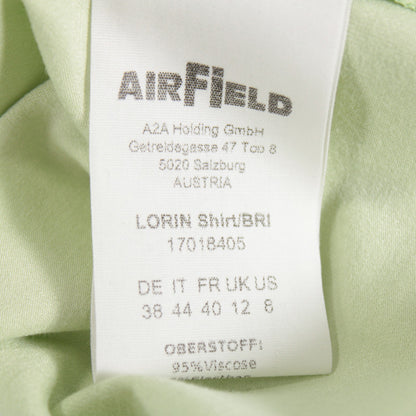 AIRFIELD
A2A Holding GmbH
Getreidegasse 47 Top 8
5020 Salzburg
AUSTRIA
LORIN Shirt/BRI
17018405
DE IT FR UK US
38 44 40 12 8
OBERSTOFF:
95%Viscose